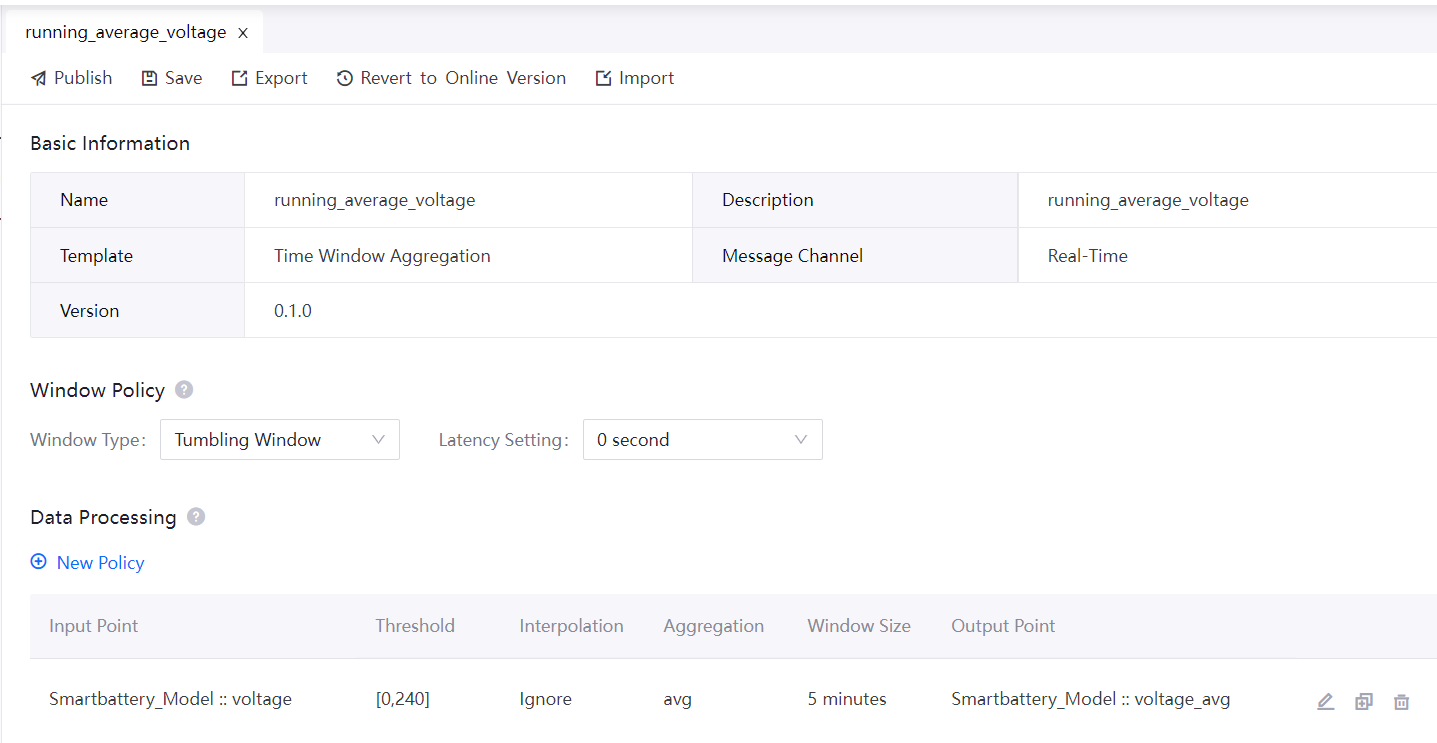 running_average_voltage x
Publish Save Export Revert to Online Version Import
Basic Information
Name running_average_voltage Description running_average_voltage
Template Time Window Aggregation Message Channel Real-Time
Version 0.1.0
Window Policy ?
Window Type: Tumbling Window Latency Setting: 0 second
Data Processing ?
New Policy
Input Point Threshold Interpolation Aggregation Window Size Output Point
Smartbattery_Model :: voltage [0,240] Ignore avg 5 minutes Smartbattery_Model :: voltage_avg